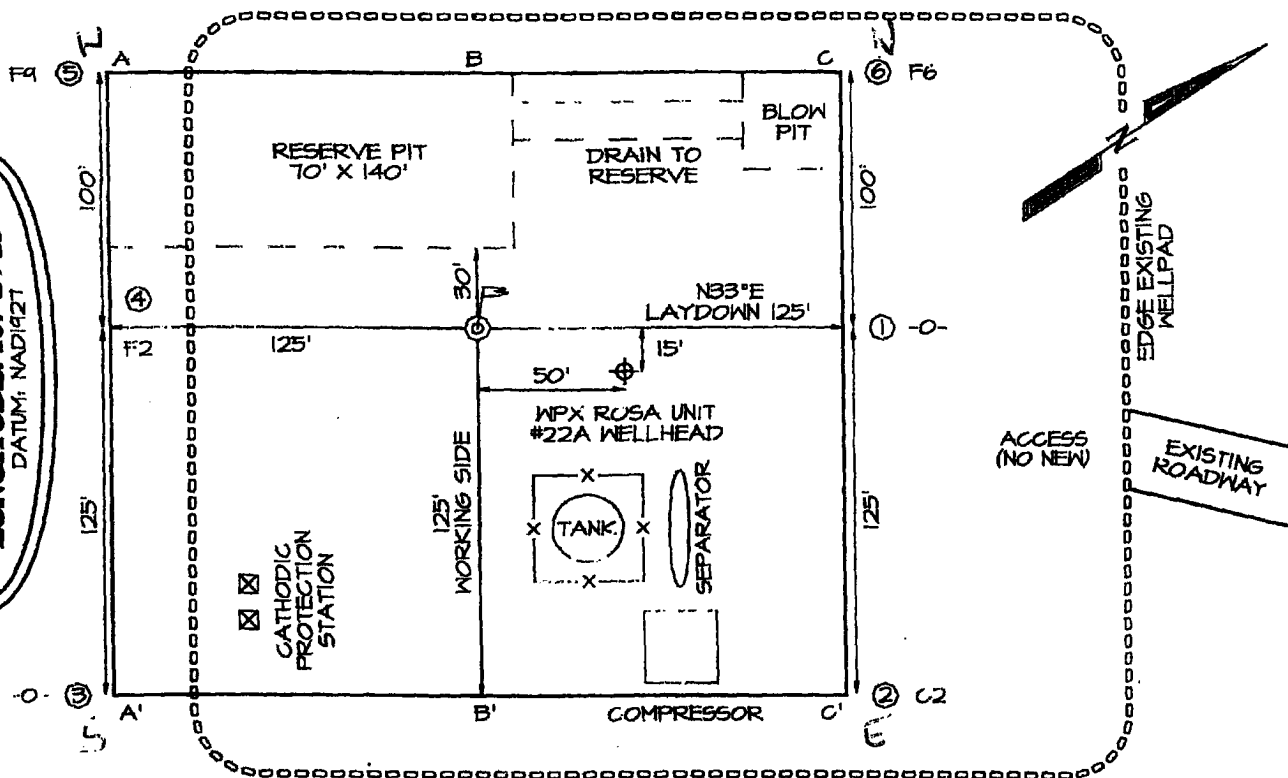 A B C
F9 ⑤
⑥ F6
RESERVE PIT
70' X 140'
DRAIN TO
RESERVE
BLOW
PIT
100'
100'
N
DATUM: NAD1927
④
F2
125'
30'
N33°E
LAYDOWN 125'
① -0-
15'
50'
WPX ROSA UNIT
#22A WELLHEAD
EDGE EXISTING
WELLPAD
ACCESS
(NO NEW)
EXISTING
ROADWAY
125'
125'
WORKING SIDE
125'
TANK
SEPARATOR
CATHODIC
PROTECTION
STATION
-0- ③
② C2
A' B' C'
COMPRESSOR
E